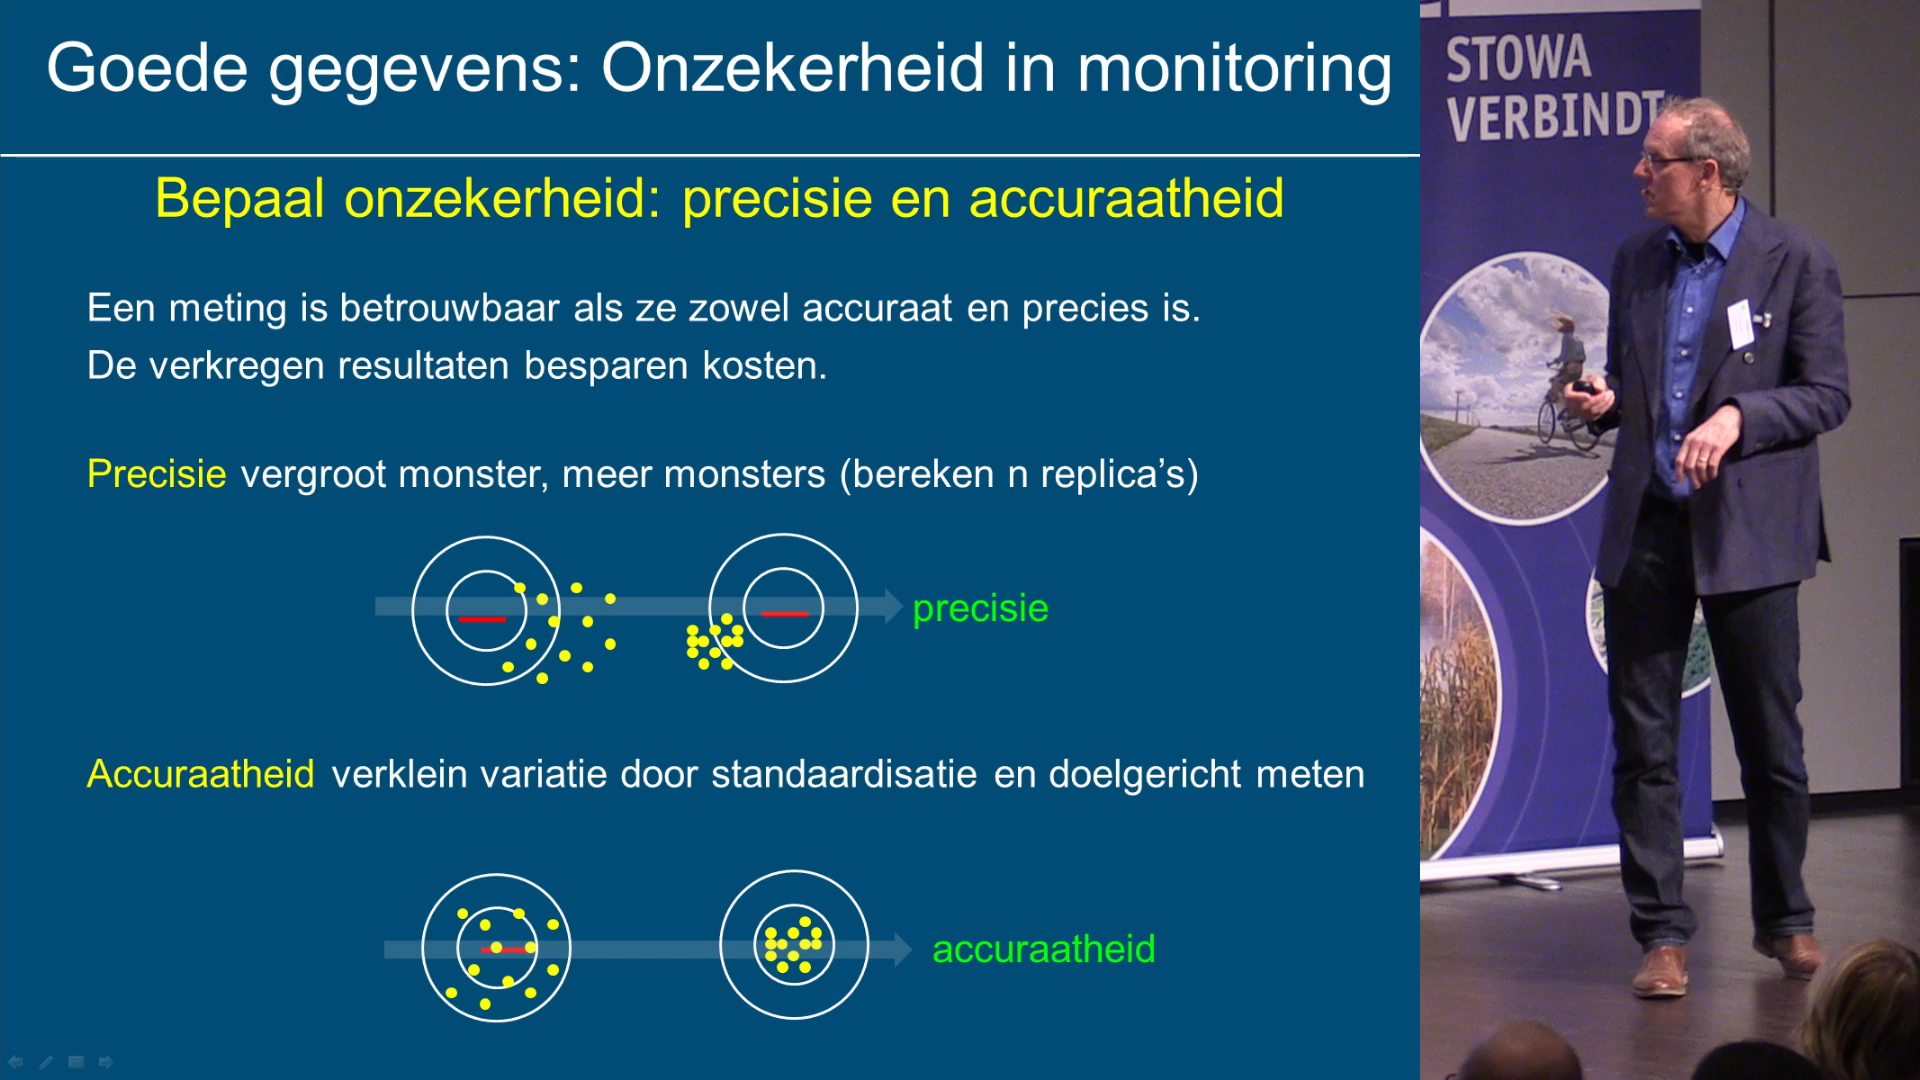 Goede gegevens: Onzekerheid in monitoring
Bepaal onzekerheid: precisie en accuraatheid
Een meting is betrouwbaar als ze zowel accuraat en precies is.
De verkregen resultaten besparen kosten.
Precisie vergroot monster, meer monsters (bereken n replica's)
precisie
Accuraatheid verklein variatie door standaardisatie en doelgericht meten
accuraatheid
STOWA
VERBINDT